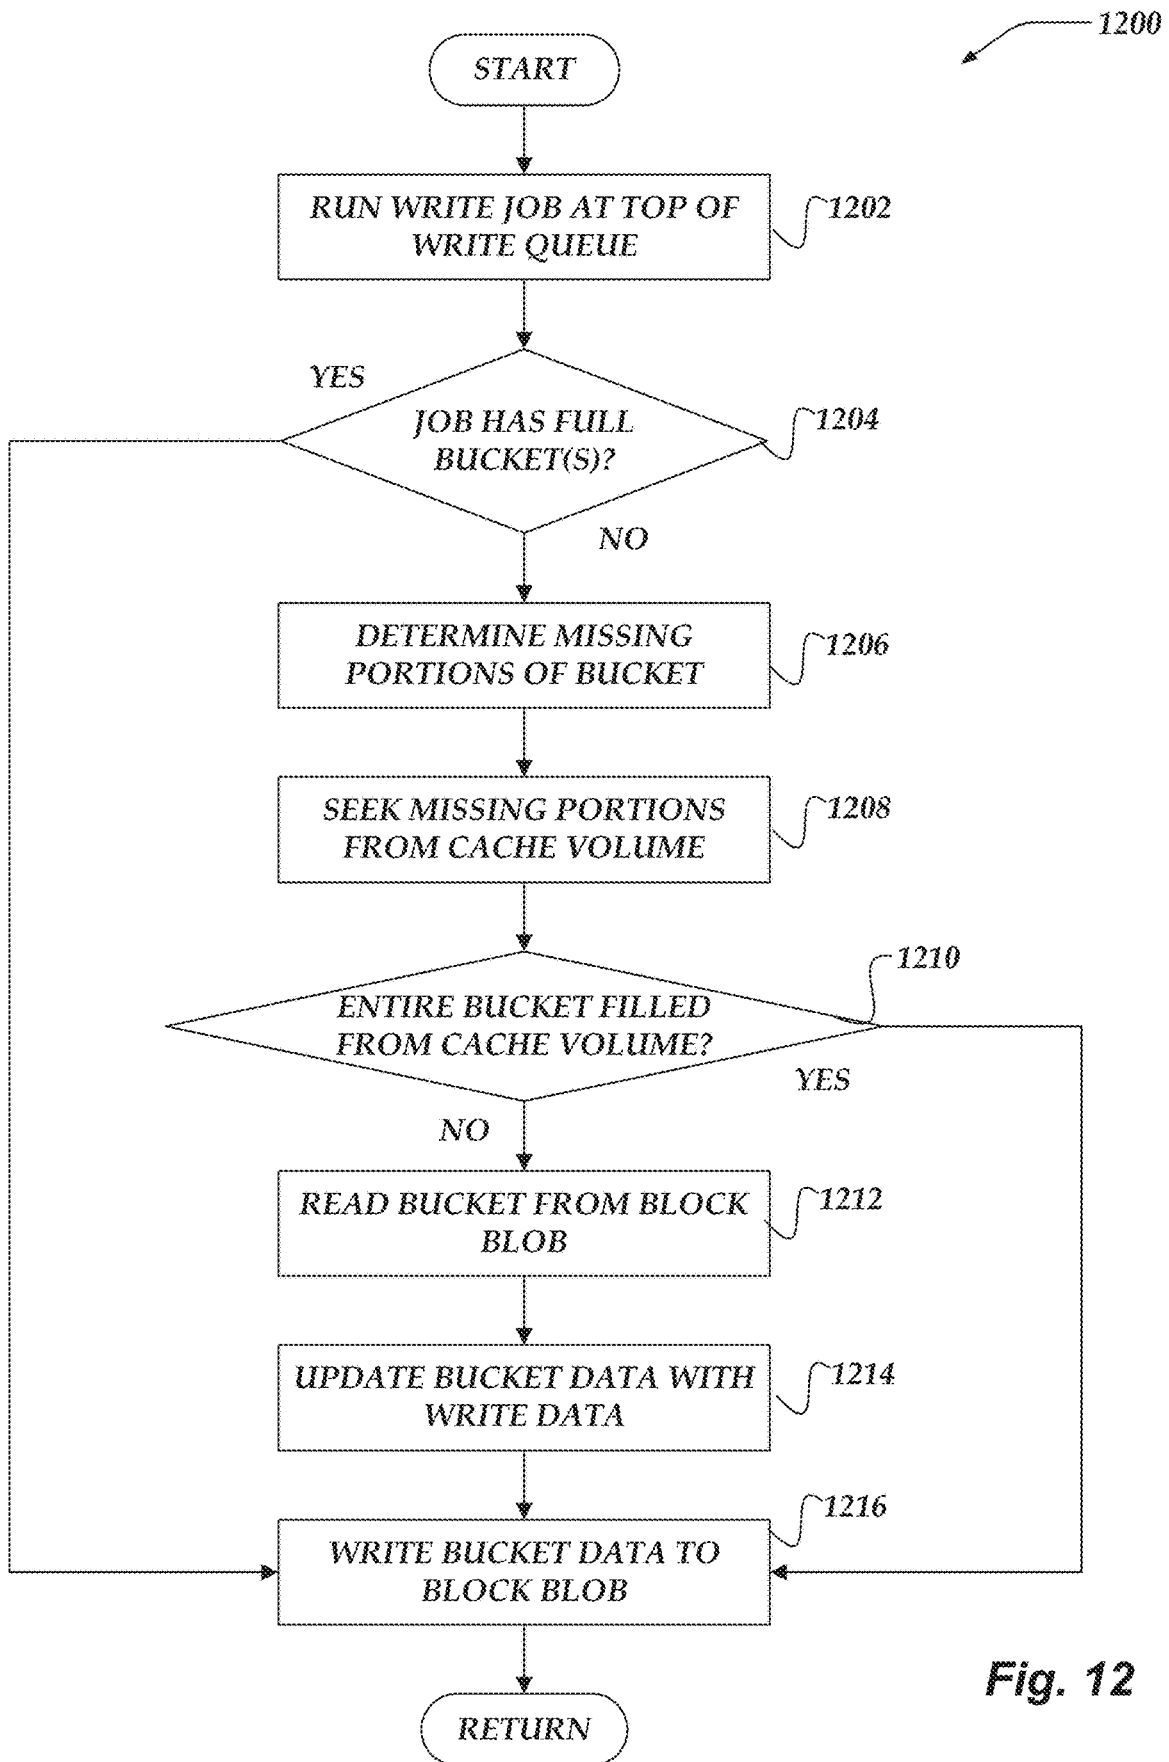 1200
START
RUN WRITE JOB AT TOP OF
WRITE QUEUE
1202
YES
JOB HAS FULL
BUCKET(S)?
1204
NO
DETERMINE MISSING
PORTIONS OF BUCKET
1206
SEEK MISSING PORTIONS
FROM CACHE VOLUME
1208
1210
ENTIRE BUCKET FILLED
FROM CACHE VOLUME?
YES
NO
READ BUCKET FROM BLOCK
BLOB
1212
UPDATE BUCKET DATA WITH
WRITE DATA
1214
1216
WRITE BUCKET DATA TO
BLOCK BLOB
Fig. 12
RETURN